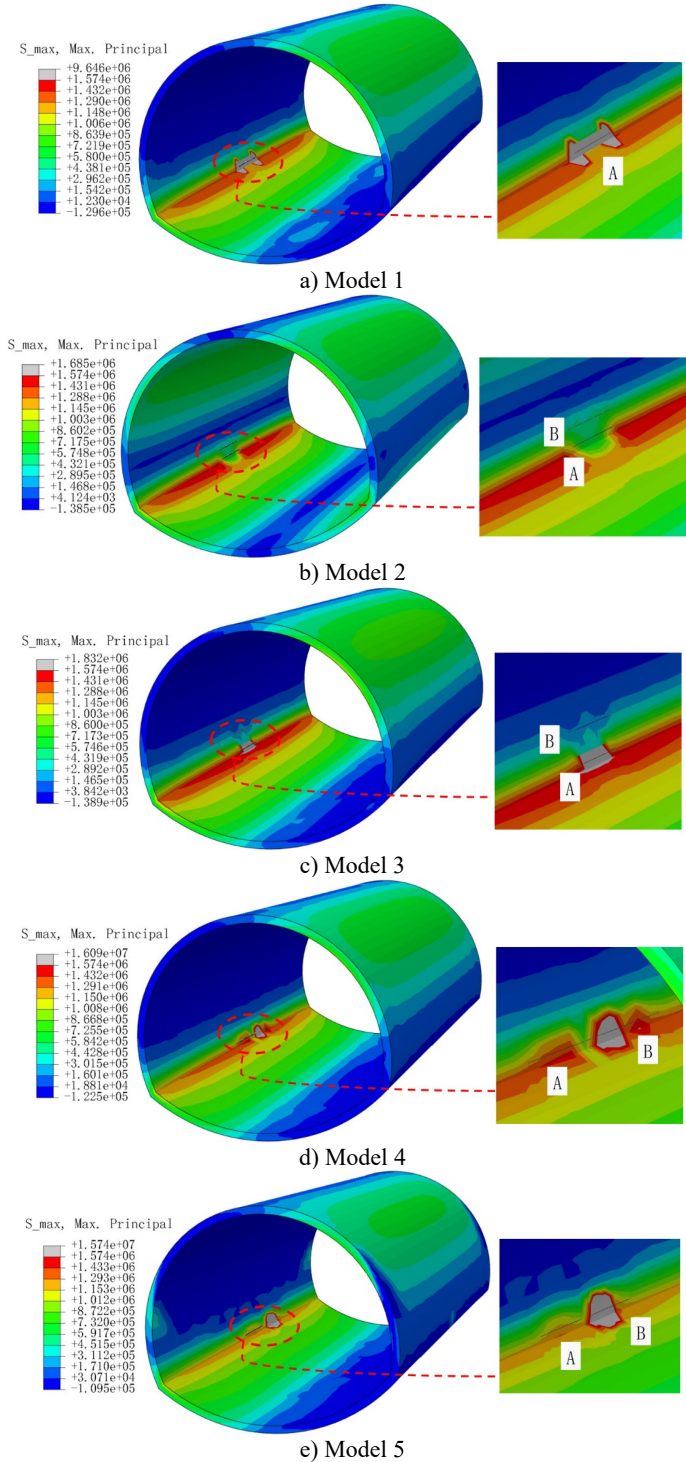 S_max, Max. Principal
+9.646e+06
+1.574e+06
+1.432e+06
+1.290e+06
+1.148e+06
+1.006e+06
+8.639e+05
+7.219e+05
+5.800e+05
+4.381e+05
+2.962e+05
+1.542e+05
+1.230e+04
-1.296e+05
A
a) Model 1
S_max, Max. Principal
+1.685e+06
+1.574e+06
+1.431e+06
+1.288e+06
+1.145e+06
+1.003e+06
+8.602e+05
+7.175e+05
+5.748e+05
+4.321e+05
+2.895e+05
+1.468e+05
+4.124e+03
-1.385e+05
B
A
b) Model 2
S_max, Max. Principal
+1.832e+06
+1.574e+06
+1.431e+06
+1.288e+06
+1.145e+06
+1.003e+06
+8.600e+05
+7.173e+05
+5.746e+05
+4.319e+05
+2.892e+05
+1.465e+05
+3.842e+03
-1.389e+05
B
A
c) Model 3
S_max, Max. Principal
+1.609e+07
+1.574e+06
+1.432e+06
+1.291e+06
+1.150e+06
+1.008e+06
+8.668e+05
+7.255e+05
+5.842e+05
+4.428e+05
+3.015e+05
+1.601e+05
+1.881e+04
-1.225e+05
A
B
d) Model 4
S_max, Max. Principal
+1.574e+07
+1.574e+06
+1.433e+06
+1.293e+06
+1.153e+06
+1.012e+06
+8.722e+05
+7.320e+05
+5.917e+05
+4.515e+05
+3.112e+05
+1.710e+05
+3.071e+04
-1.095e+05
A
B
e) Model 5